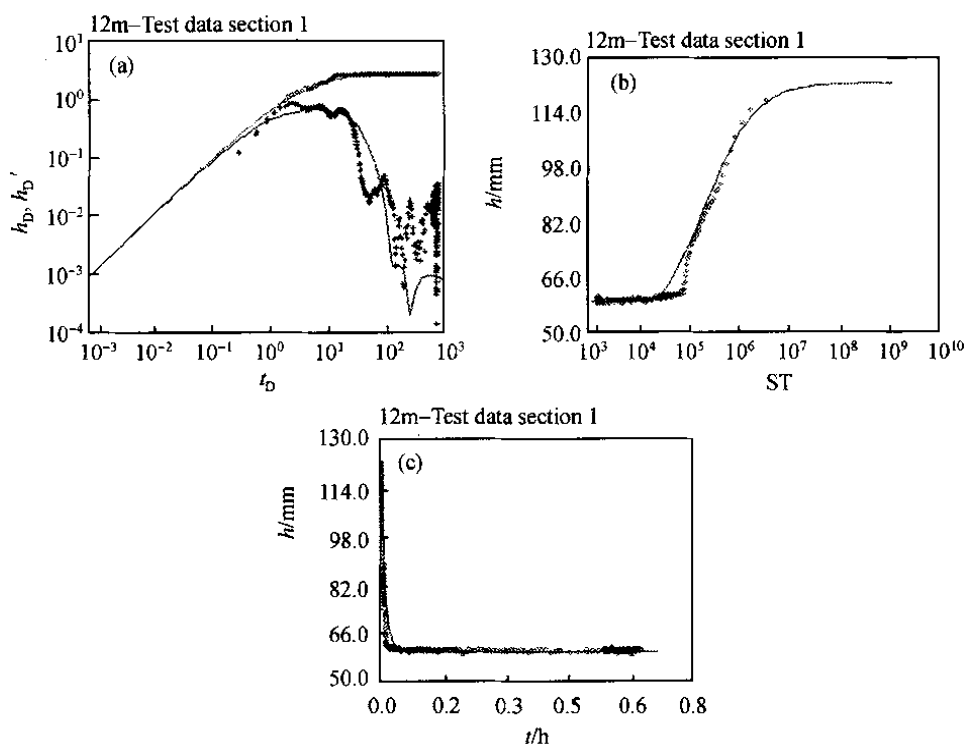 12m-Test data section 1
(a)
10¹
10⁰
10⁻¹
10⁻²
10⁻³
10⁻⁴
h_D, h_D′
10⁻³ 10⁻² 10⁻¹ 10⁰ 10¹ 10² 10³
t_D
12m-Test data section 1
(b)
130.0
114.0
98.0
82.0
66.0
50.0
h/mm
10³ 10⁴ 10⁵ 10⁶ 10⁷ 10⁸ 10⁹ 10¹⁰
ST
12m-Test data section 1
(c)
130.0
114.0
98.0
82.0
66.0
50.0
h/mm
0.0 0.2 0.3 0.5 0.6 0.8
t/h